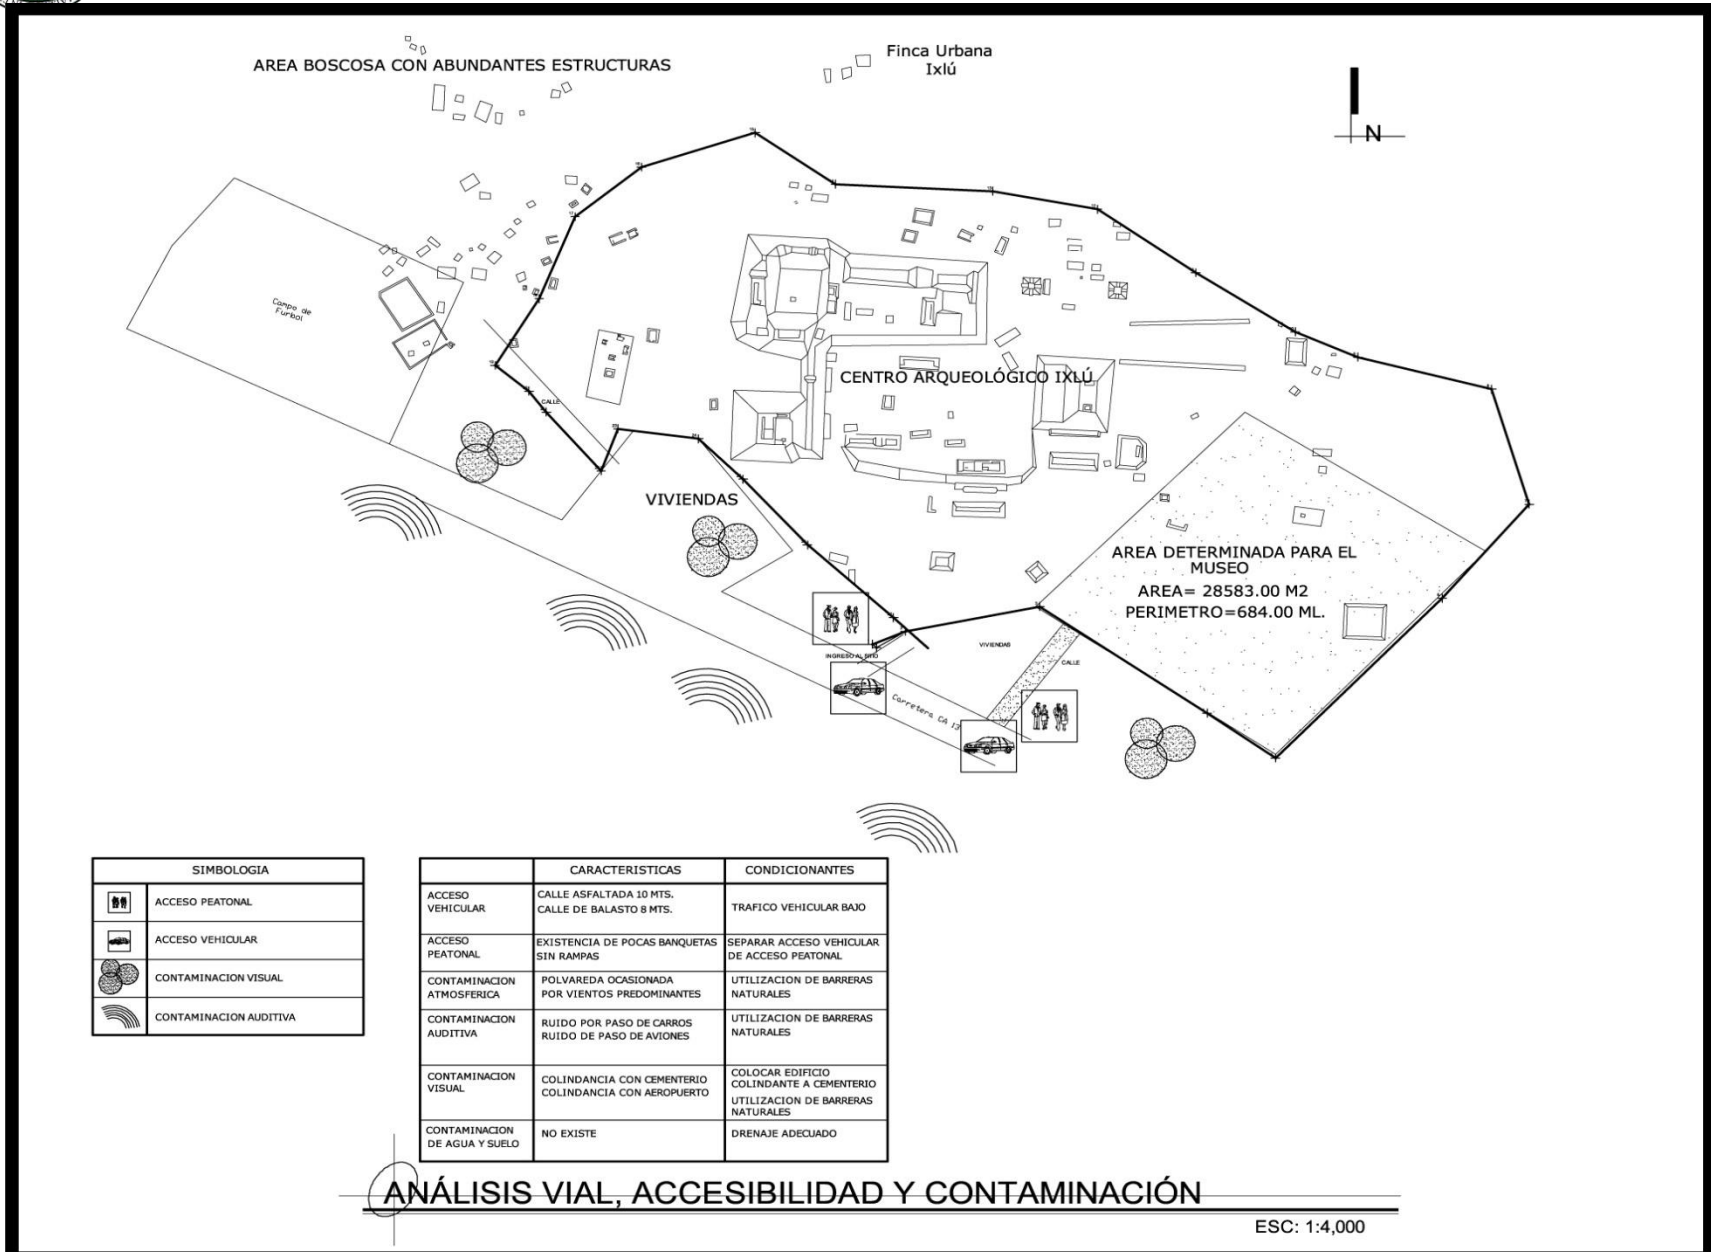 AREA BOSCOSA CON ABUNDANTES ESTRUCTURAS
Finca Urbana
Ixlú
N
Campo de
Futbol
CALLE
CENTRO ARQUEOLÓGICO IXLÚ
VIVIENDAS
AREA DETERMINADA PARA EL
MUSEO
AREA= 28583.00 M2
PERIMETRO=684.00 ML.
INGRESO AL SITIO
VIVIENDAS
CALLE
Carretera CA 13
SIMBOLOGIA
ACCESO PEATONAL
ACCESO VEHICULAR
CONTAMINACION VISUAL
CONTAMINACION AUDITIVA
CARACTERISTICAS
CONDICIONANTES
ACCESO
VEHICULAR
CALLE ASFALTADA 10 MTS.
CALLE DE BALASTO 8 MTS.
TRAFICO VEHICULAR BAJO
ACCESO
PEATONAL
EXISTENCIA DE POCAS BANQUETAS
SIN RAMPAS
SEPARAR ACCESO VEHICULAR
DE ACCESO PEATONAL
CONTAMINACION
ATMOSFERICA
POLVAREDA OCASIONADA
POR VIENTOS PREDOMINANTES
UTILIZACION DE BARRERAS
NATURALES
CONTAMINACION
AUDITIVA
RUIDO POR PASO DE CARROS
RUIDO DE PASO DE AVIONES
UTILIZACION DE BARRERAS
NATURALES
CONTAMINACION
VISUAL
COLINDANCIA CON CEMENTERIO
COLINDANCIA CON AEROPUERTO
COLOCAR EDIFICIO
COLINDANTE A CEMENTERIO
UTILIZACION DE BARRERAS
NATURALES
CONTAMINACION
DE AGUA Y SUELO
NO EXISTE
DRENAJE ADECUADO
ANÁLISIS VIAL, ACCESIBILIDAD Y CONTAMINACIÓN
ESC: 1:4,000